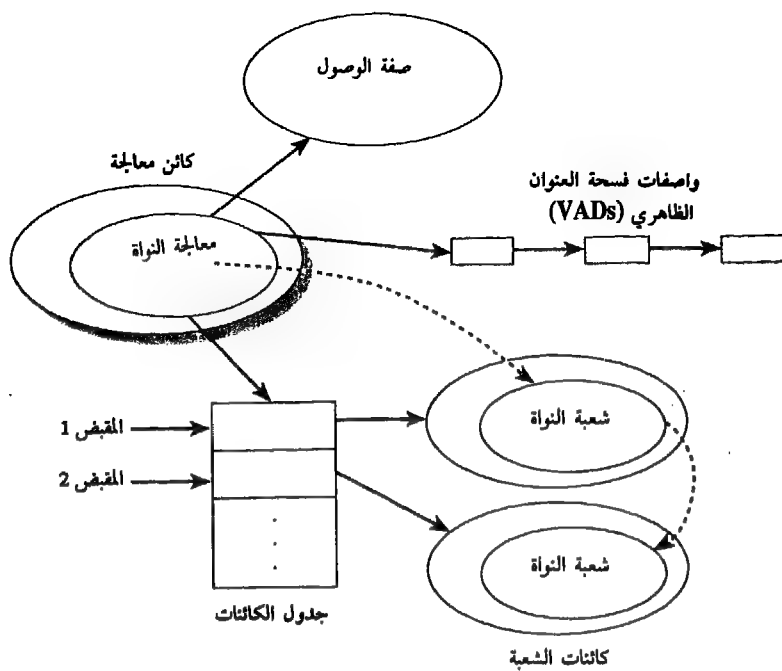 صفة الوصول
كائن معالجة
واصفات فسحة العنوان
الظاهري (VADs)
معالجة النواة
شعبة النواة
المقبض 1
المقبض 2
شعبة النواة
جدول الكائنات
كائنات الشعبة